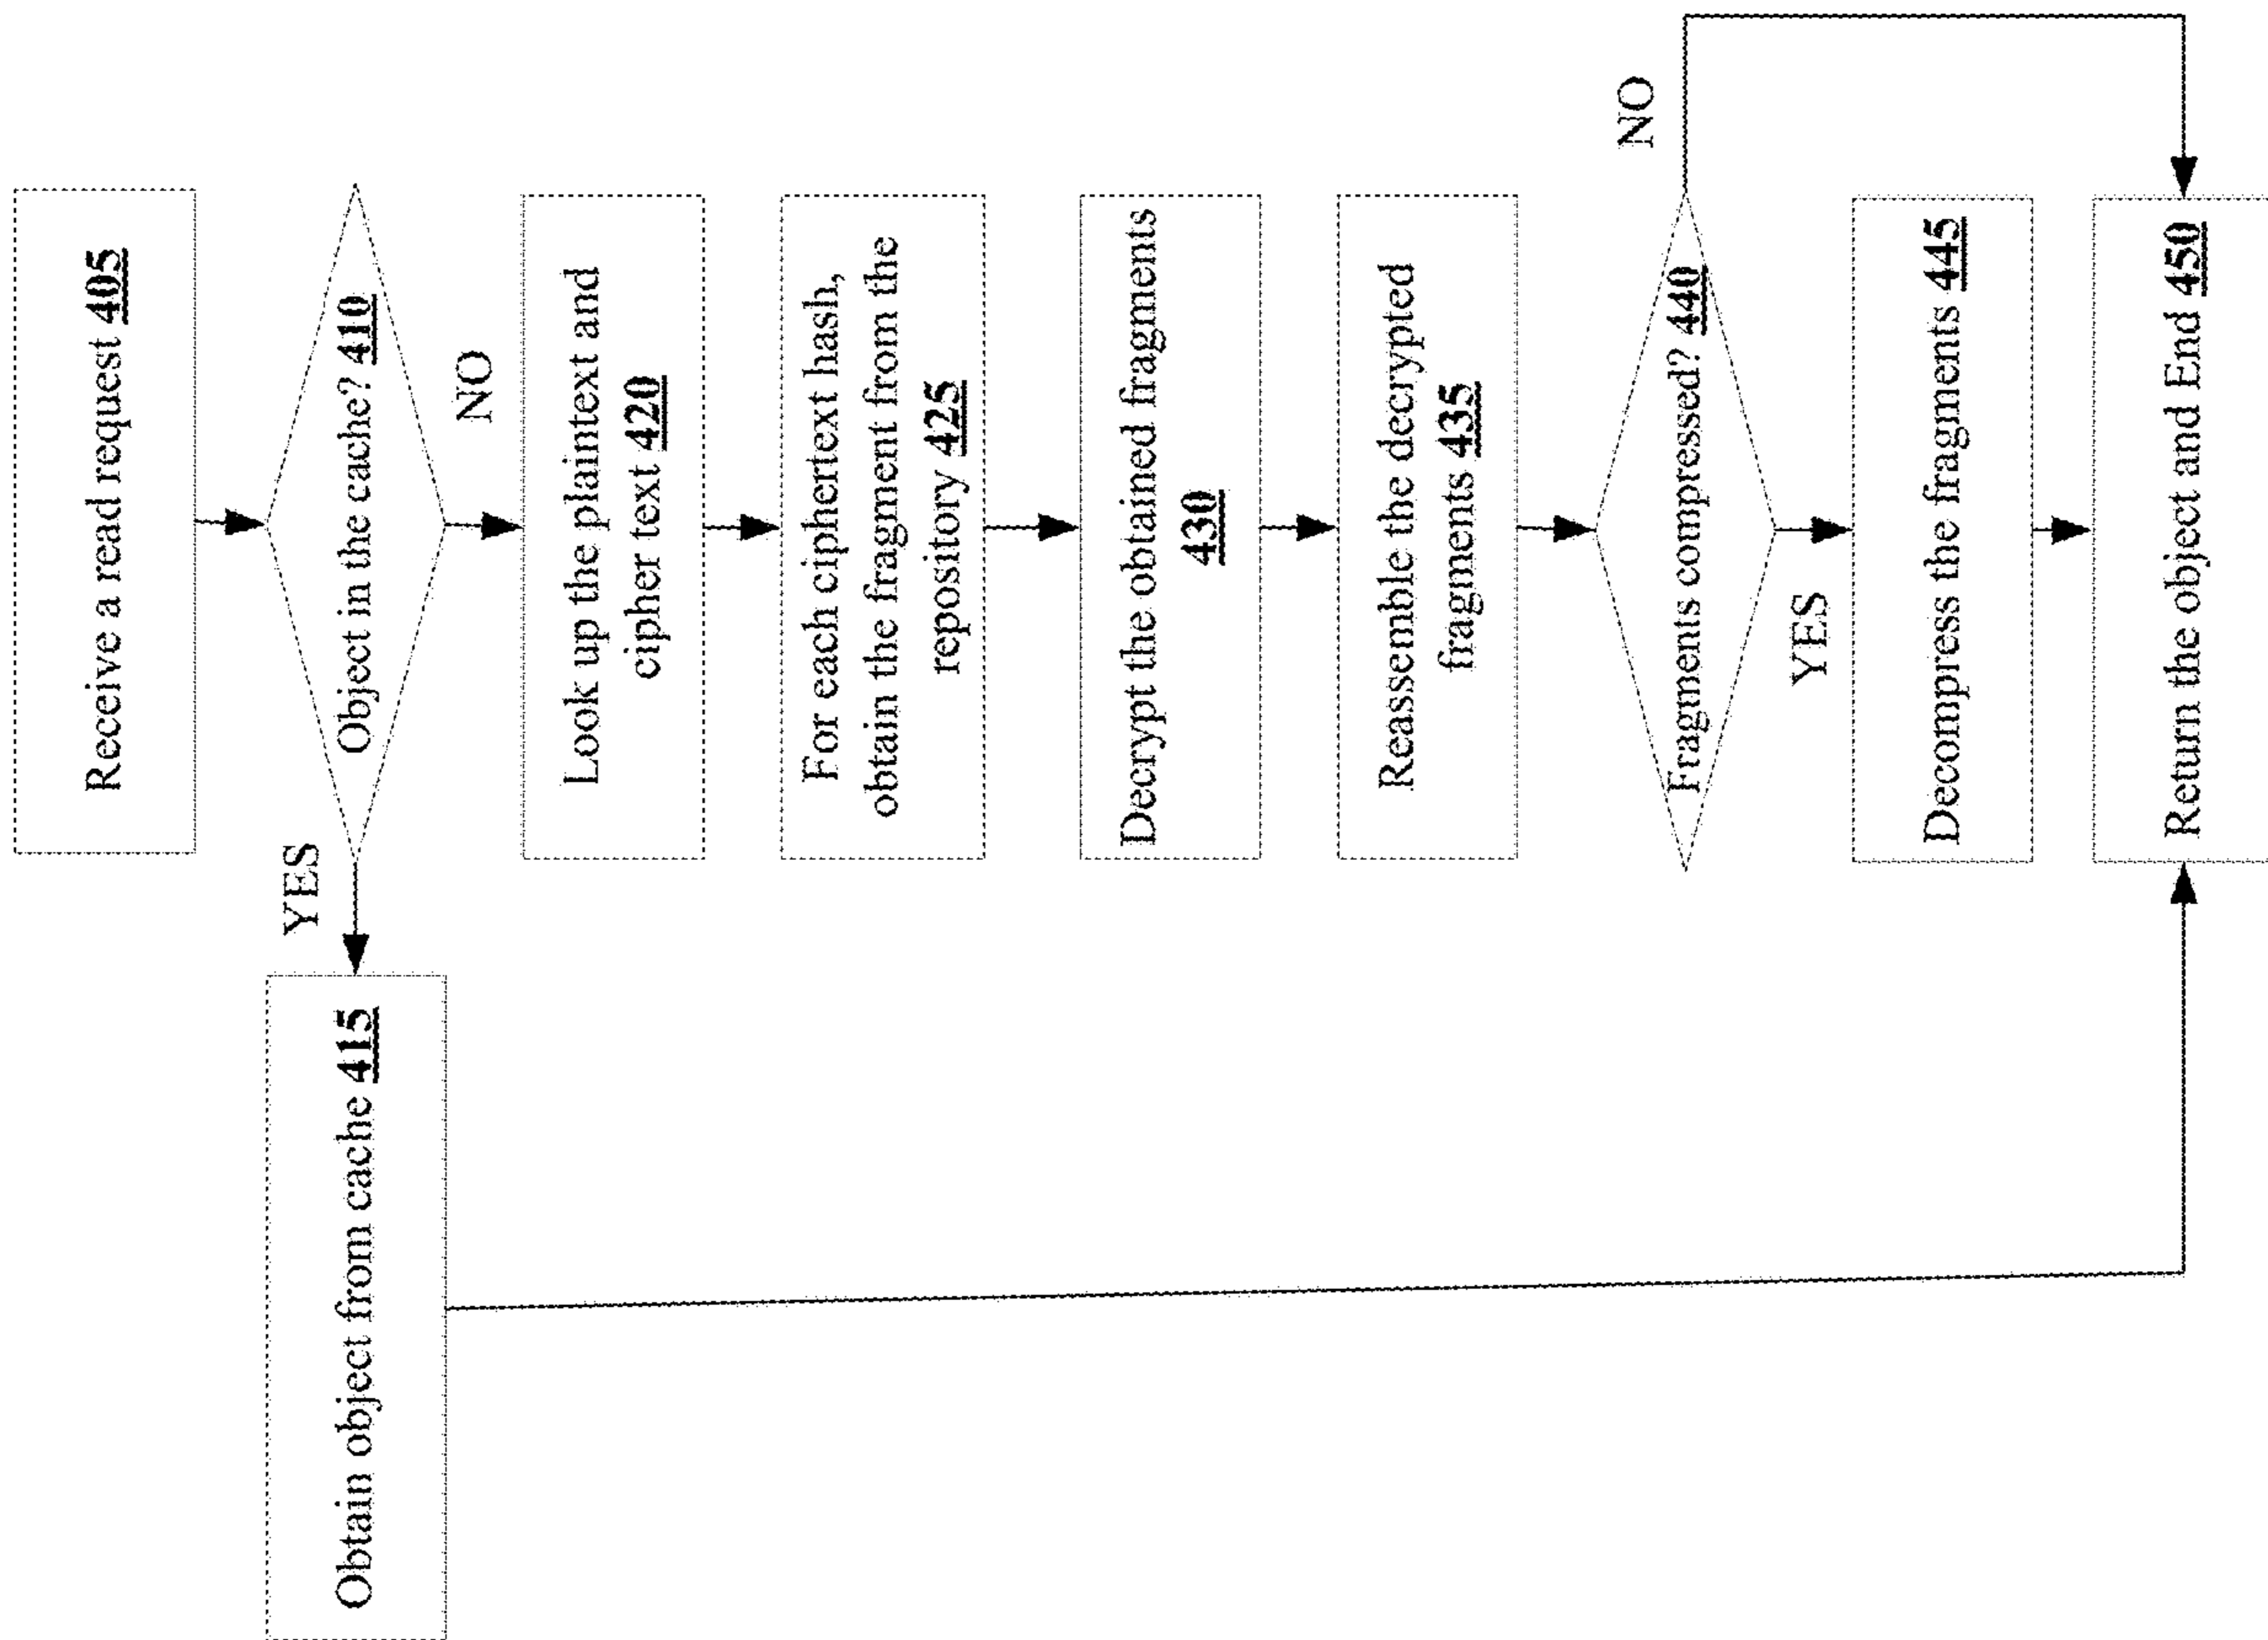 Receive a read request 405
Object in the cache? 410
YES
NO
Obtain object from cache 415
Look up the plaintext and
cipher text 420
For each ciphertext hash,
obtain the fragment from the
repository 425
Decrypt the obtained fragments
430
Reassemble the decrypted
fragments 435
Fragments compressed? 440
NO
YES
Decompress the fragments 445
Return the object and End 450